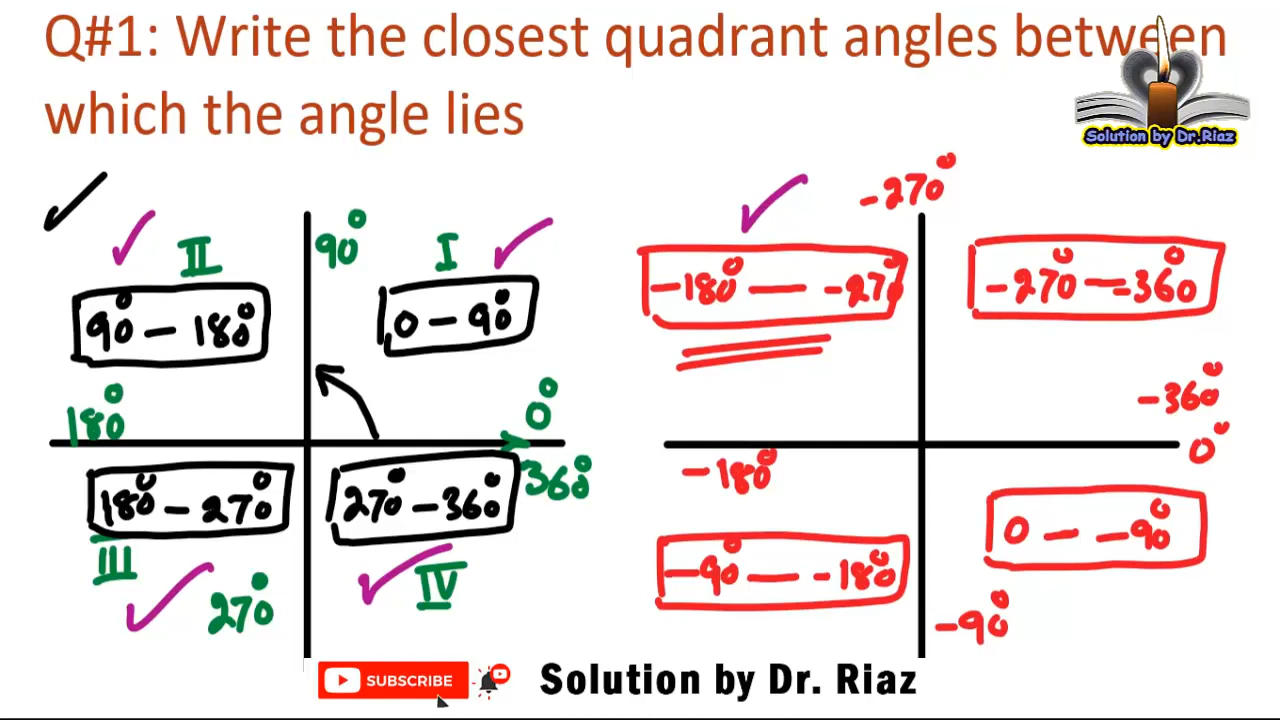 Q#1: Write the closest quadrant angles between
which the angle lies
Solution by Dr.Riaz
-270°
II
90°
I
90° - 180°
0 - 90°
-180° — -270°
-270° — -360°
180°
0°
-360°
360°
0°
-180°
180° - 270°
270° - 360°
0 — -90°
III
IV
-90° — -180°
270°
-90°
SUBSCRIBE
Solution by Dr. Riaz